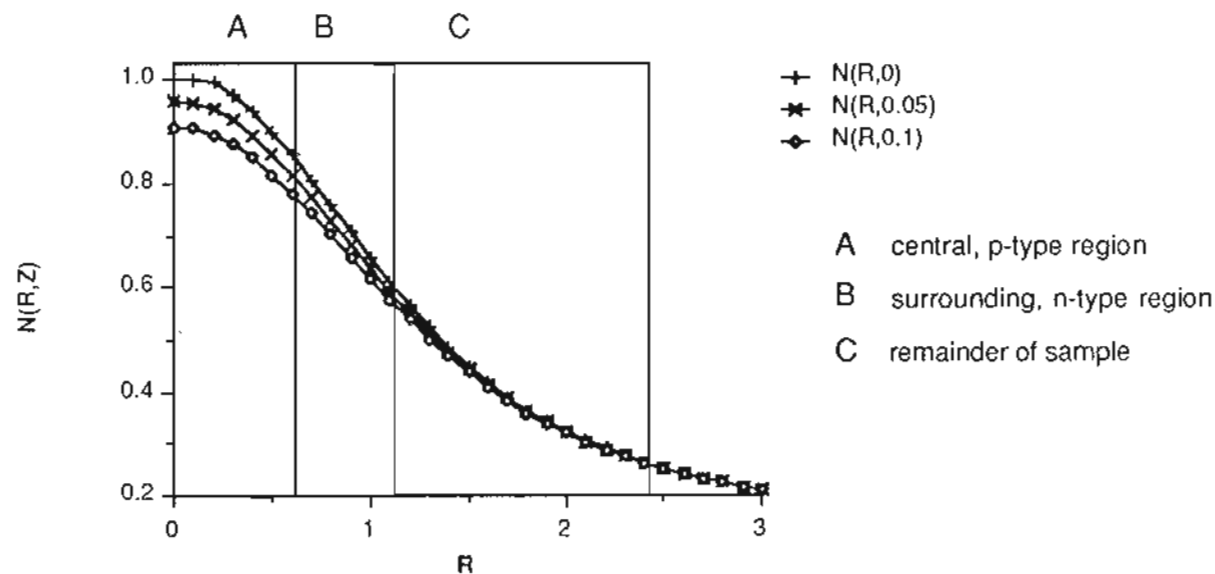 A B C
1.0
0.8
0.6
0.4
0.2
N(R,Z)
0 1 2 3
R
N(R,0)
N(R,0.05)
N(R,0.1)
A central, p-type region
B surrounding, n-type region
C remainder of sample